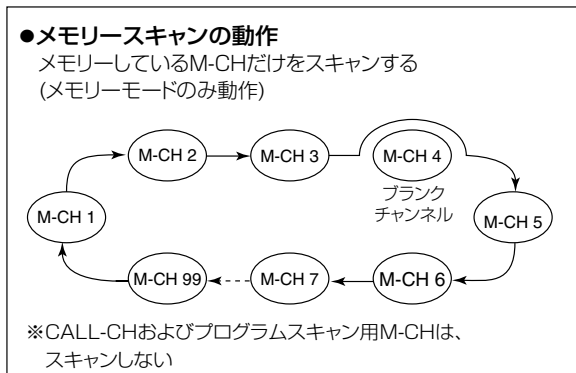 ●メモリースキャンの動作
メモリーしているM-CHだけをスキャンする
(メモリーモードのみ動作)
M-CH 1
M-CH 2
M-CH 3
M-CH 4
ブランク
チャンネル
M-CH 5
M-CH 6
M-CH 7
M-CH 99
※CALL-CHおよびプログラムスキャン用M-CHは、
スキャンしない